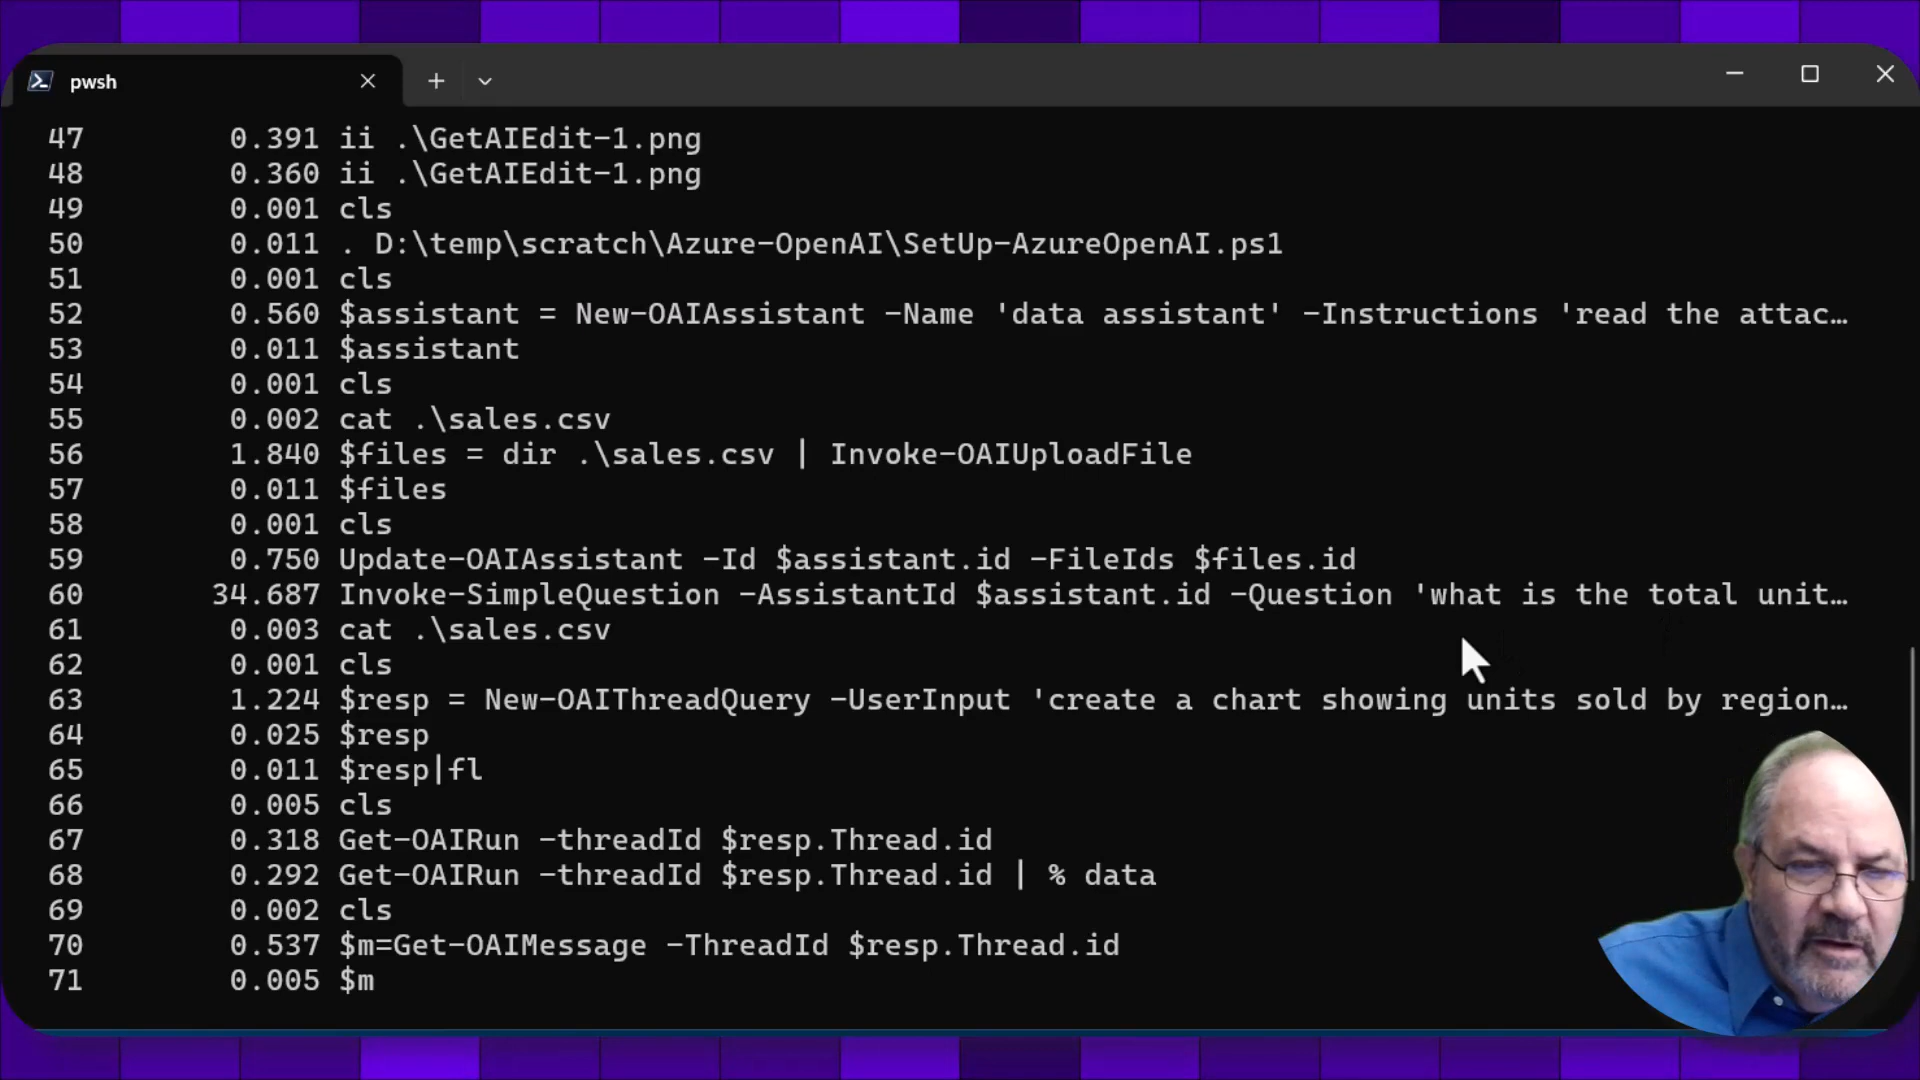 pwsh
47 0.391 ii .\GetAIEdit-1.png
48 0.360 ii .\GetAIEdit-1.png
49 0.001 cls
50 0.011 . D:\temp\scratch\Azure-OpenAI\SetUp-AzureOpenAI.ps1
51 0.001 cls
52 0.560 $assistant = New-OAIAssistant -Name 'data assistant' -Instructions 'read the attac…
53 0.011 $assistant
54 0.001 cls
55 0.002 cat .\sales.csv
56 1.840 $files = dir .\sales.csv | Invoke-OAIUploadFile
57 0.011 $files
58 0.001 cls
59 0.750 Update-OAIAssistant -Id $assistant.id -FileIds $files.id
60 34.687 Invoke-SimpleQuestion -AssistantId $assistant.id -Question 'what is the total unit…
61 0.003 cat .\sales.csv
62 0.001 cls
63 1.224 $resp = New-OAIThreadQuery -UserInput 'create a chart showing units sold by region…
64 0.025 $resp
65 0.011 $resp|fl
66 0.005 cls
67 0.318 Get-OAIRun -threadId $resp.Thread.id
68 0.292 Get-OAIRun -threadId $resp.Thread.id | % data
69 0.002 cls
70 0.537 $m=Get-OAIMessage -ThreadId $resp.Thread.id
71 0.005 $m